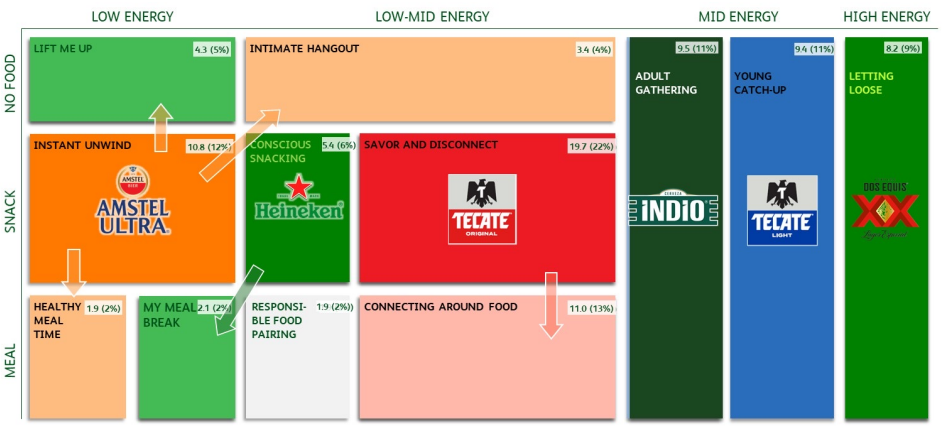 LOW ENERGY
LOW-MID ENERGY
MID ENERGY
HIGH ENERGY
NO FOOD
LIFT ME UP
4.3 (5%)
INTIMATE HANGOUT
3.4 (4%)
9.5 (11%)
ADULT
GATHERING
9.4 (11%)
YOUNG
CATCH-UP
8.2 (9%)
LETTING
LOOSE
SNACK
INSTANT UNWIND
10.8 (12%)
AMSTEL
BEER
AMSTEL
ULTRA
CONSCIOUS
SNACKING
5.4 (6%)
Heineken
SAVOR AND DISCONNECT
19.7 (22%)
T
TECATE
ORIGINAL
CERVEZA
iNDiO
T
TECATE
LIGHT
DOS EQUIS
XX
MEAL
HEALTHY
MEAL
TIME
1.9 (2%)
MY MEAL
BREAK
2.1 (2%)
RESPONSI-
BLE FOOD
PAIRING
1.9 (2%)
CONNECTING AROUND FOOD
11.0 (13%)